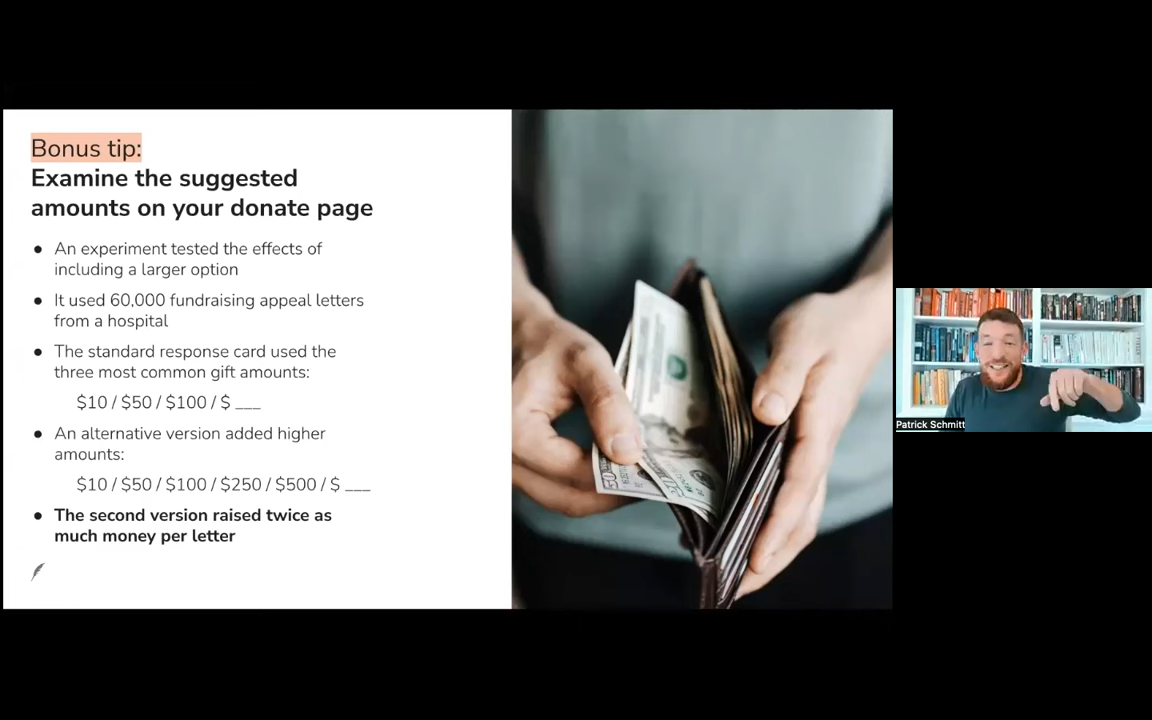 Bonus tip:
Examine the suggested
amounts on your donate page
● An experiment tested the effects of
including a larger option
● It used 60,000 fundraising appeal letters
from a hospital
● The standard response card used the
three most common gift amounts:
$10 / $50 / $100 / $ ___
● An alternative version added higher
amounts:
$10 / $50 / $100 / $250 / $500 / $ ___
● The second version raised twice as
much money per letter
Patrick Schmitt